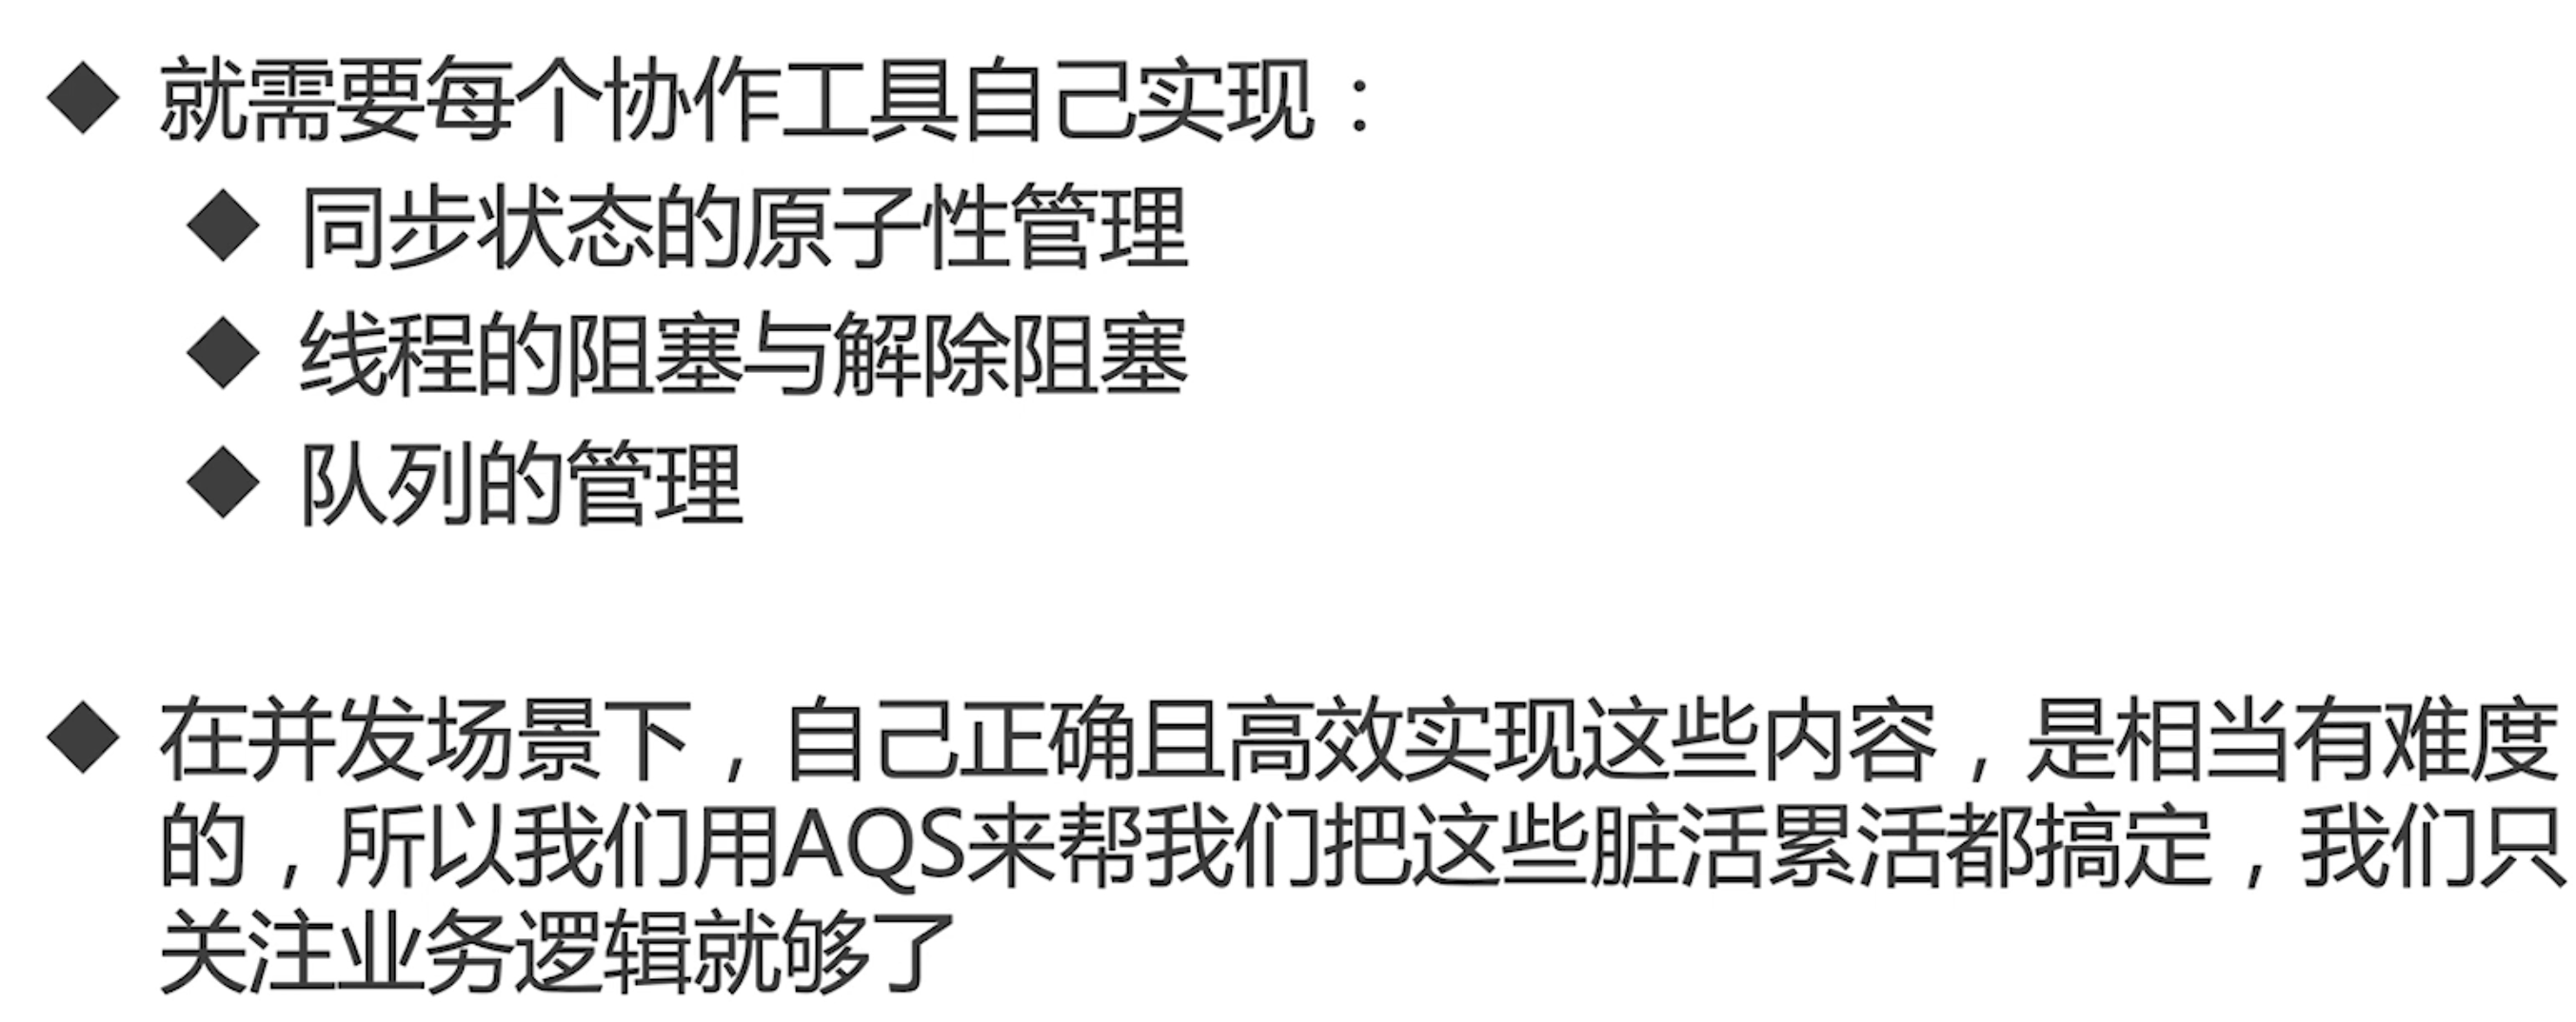 ◆ 就需要每个协作工具自己实现：
◆ 同步状态的原子性管理
◆ 线程的阻塞与解除阻塞
◆ 队列的管理
◆ 在并发场景下，自己正确且高效实现这些内容，是相当有难度
的，所以我们用AQS来帮我们把这些脏活累活都搞定，我们只
关注业务逻辑就够了